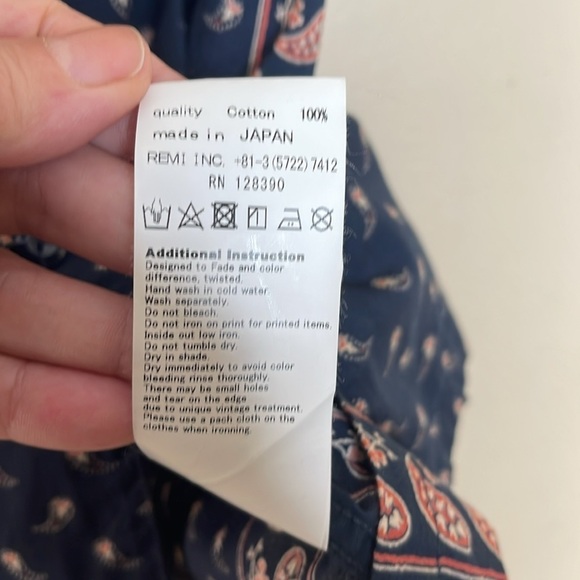 quality Cotton 100%
made in JAPAN
REMI INC. +81-3(5722)7412
RN 128390
Additional Instruction
Designed to Fade and color
difference, twisted.
Hand wash in cold water
Wash separately.
Do not bleach.
Do not iron on print for printed items.
Inside out low iron.
Do not tumble dry.
Dry in shade.
Dry immediately to avoid color
bleeding rinse thoroughly.
There may be small holes
and tear on the edge
due to unique vintage treatment.
Please use a pach cloth on the
clothes when ironning.